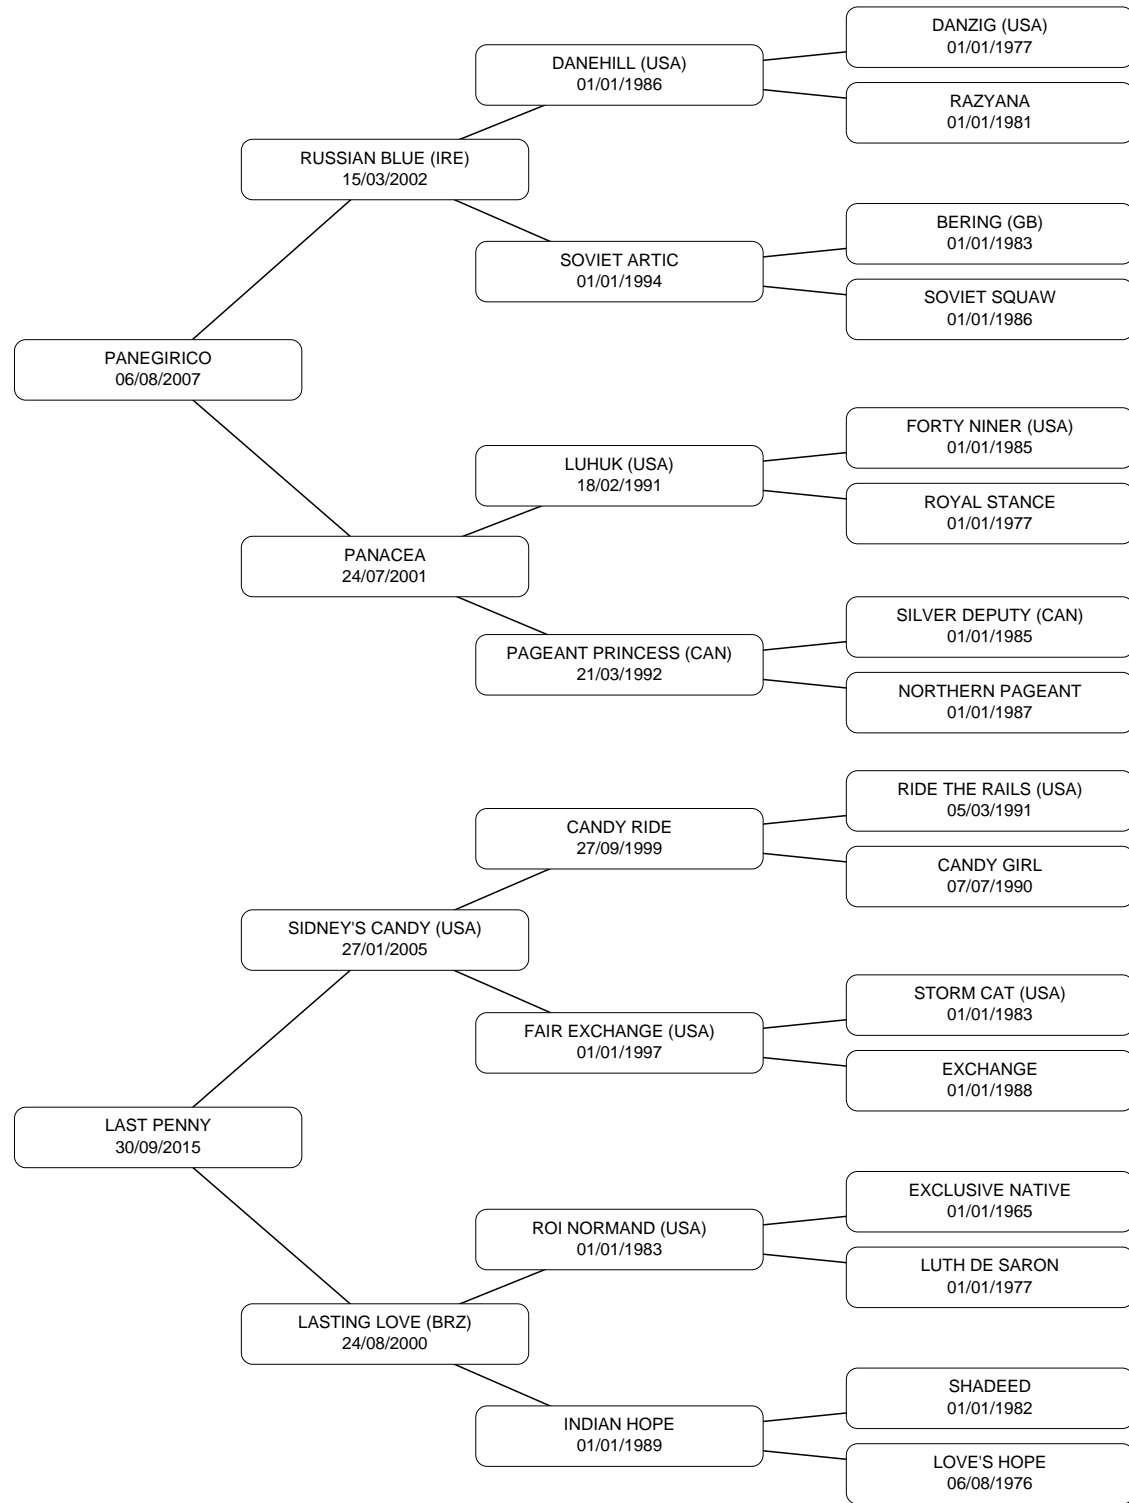 DANZIG (USA)
01/01/1977
DANEHILL (USA)
01/01/1986
RAZYANA
01/01/1981
RUSSIAN BLUE (IRE)
15/03/2002
BERING (GB)
01/01/1983
SOVIET ARTIC
01/01/1994
SOVIET SQUAW
01/01/1986
PANEGIRICO
06/08/2007
FORTY NINER (USA)
01/01/1985
LUHUK (USA)
18/02/1991
ROYAL STANCE
01/01/1977
PANACEA
24/07/2001
SILVER DEPUTY (CAN)
01/01/1985
PAGEANT PRINCESS (CAN)
21/03/1992
NORTHERN PAGEANT
01/01/1987
RIDE THE RAILS (USA)
05/03/1991
CANDY RIDE
27/09/1999
CANDY GIRL
07/07/1990
SIDNEY'S CANDY (USA)
27/01/2005
STORM CAT (USA)
01/01/1983
FAIR EXCHANGE (USA)
01/01/1997
EXCHANGE
01/01/1988
LAST PENNY
30/09/2015
EXCLUSIVE NATIVE
01/01/1965
ROI NORMAND (USA)
01/01/1983
LUTH DE SARON
01/01/1977
LASTING LOVE (BRZ)
24/08/2000
SHADEED
01/01/1982
INDIAN HOPE
01/01/1989
LOVE'S HOPE
06/08/1976